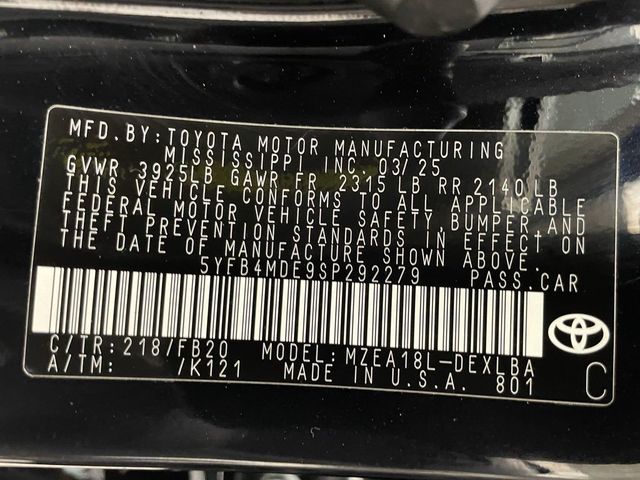 MFD.BY:TOYOTA MOTOR MANUFACTURING
MISSISSIPPI INC. 03/25
GVWR 3925LB GAWR FR 2315 LB RR 2140 LB
THIS VEHICLE CONFORMS TO ALL APPLICABLE
FEDERAL MOTOR VEHICLE SAFETY,BUMPER,AND
THEFT PREVENTION STANDARDS IN EFFECT ON
THE DATE OF MANUFACTURE SHOWN ABOVE.
5YFB4MDE9SP292279 PASS.CAR
C/TR:218/FB20 MODEL:MZEA18L-DEXLBA
A/TM: /K121 MADE IN U.S.A. 801
C